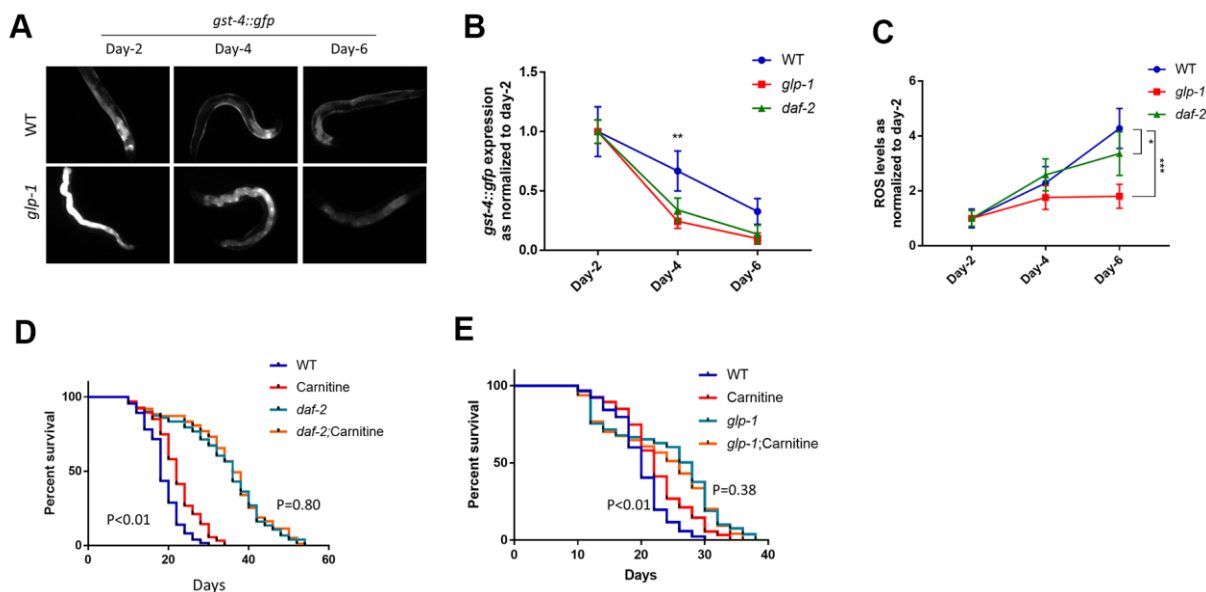 A
gst-4::gfp
Day-2 Day-4 Day-6
WT
glp-1
B
WT
glp-1
daf-2
gst-4::gfp expression
as normalized to day-2
1.5
1.0
0.5
0.0
**
Day-2 Day-4 Day-6
C
WT
glp-1
daf-2
ROS levels as
normalized to day-2
6
4
2
0
*
***
Day-2 Day-4 Day-6
D
WT
Carnitine
daf-2
daf-2;Carnitine
Percent survival
100
50
0
P<0.01
P=0.80
0 20 40 60
Days
E
WT
Carnitine
glp-1
glp-1;Carnitine
Percent survival
100
50
0
P<0.01
P=0.38
0 10 20 30 40
Days